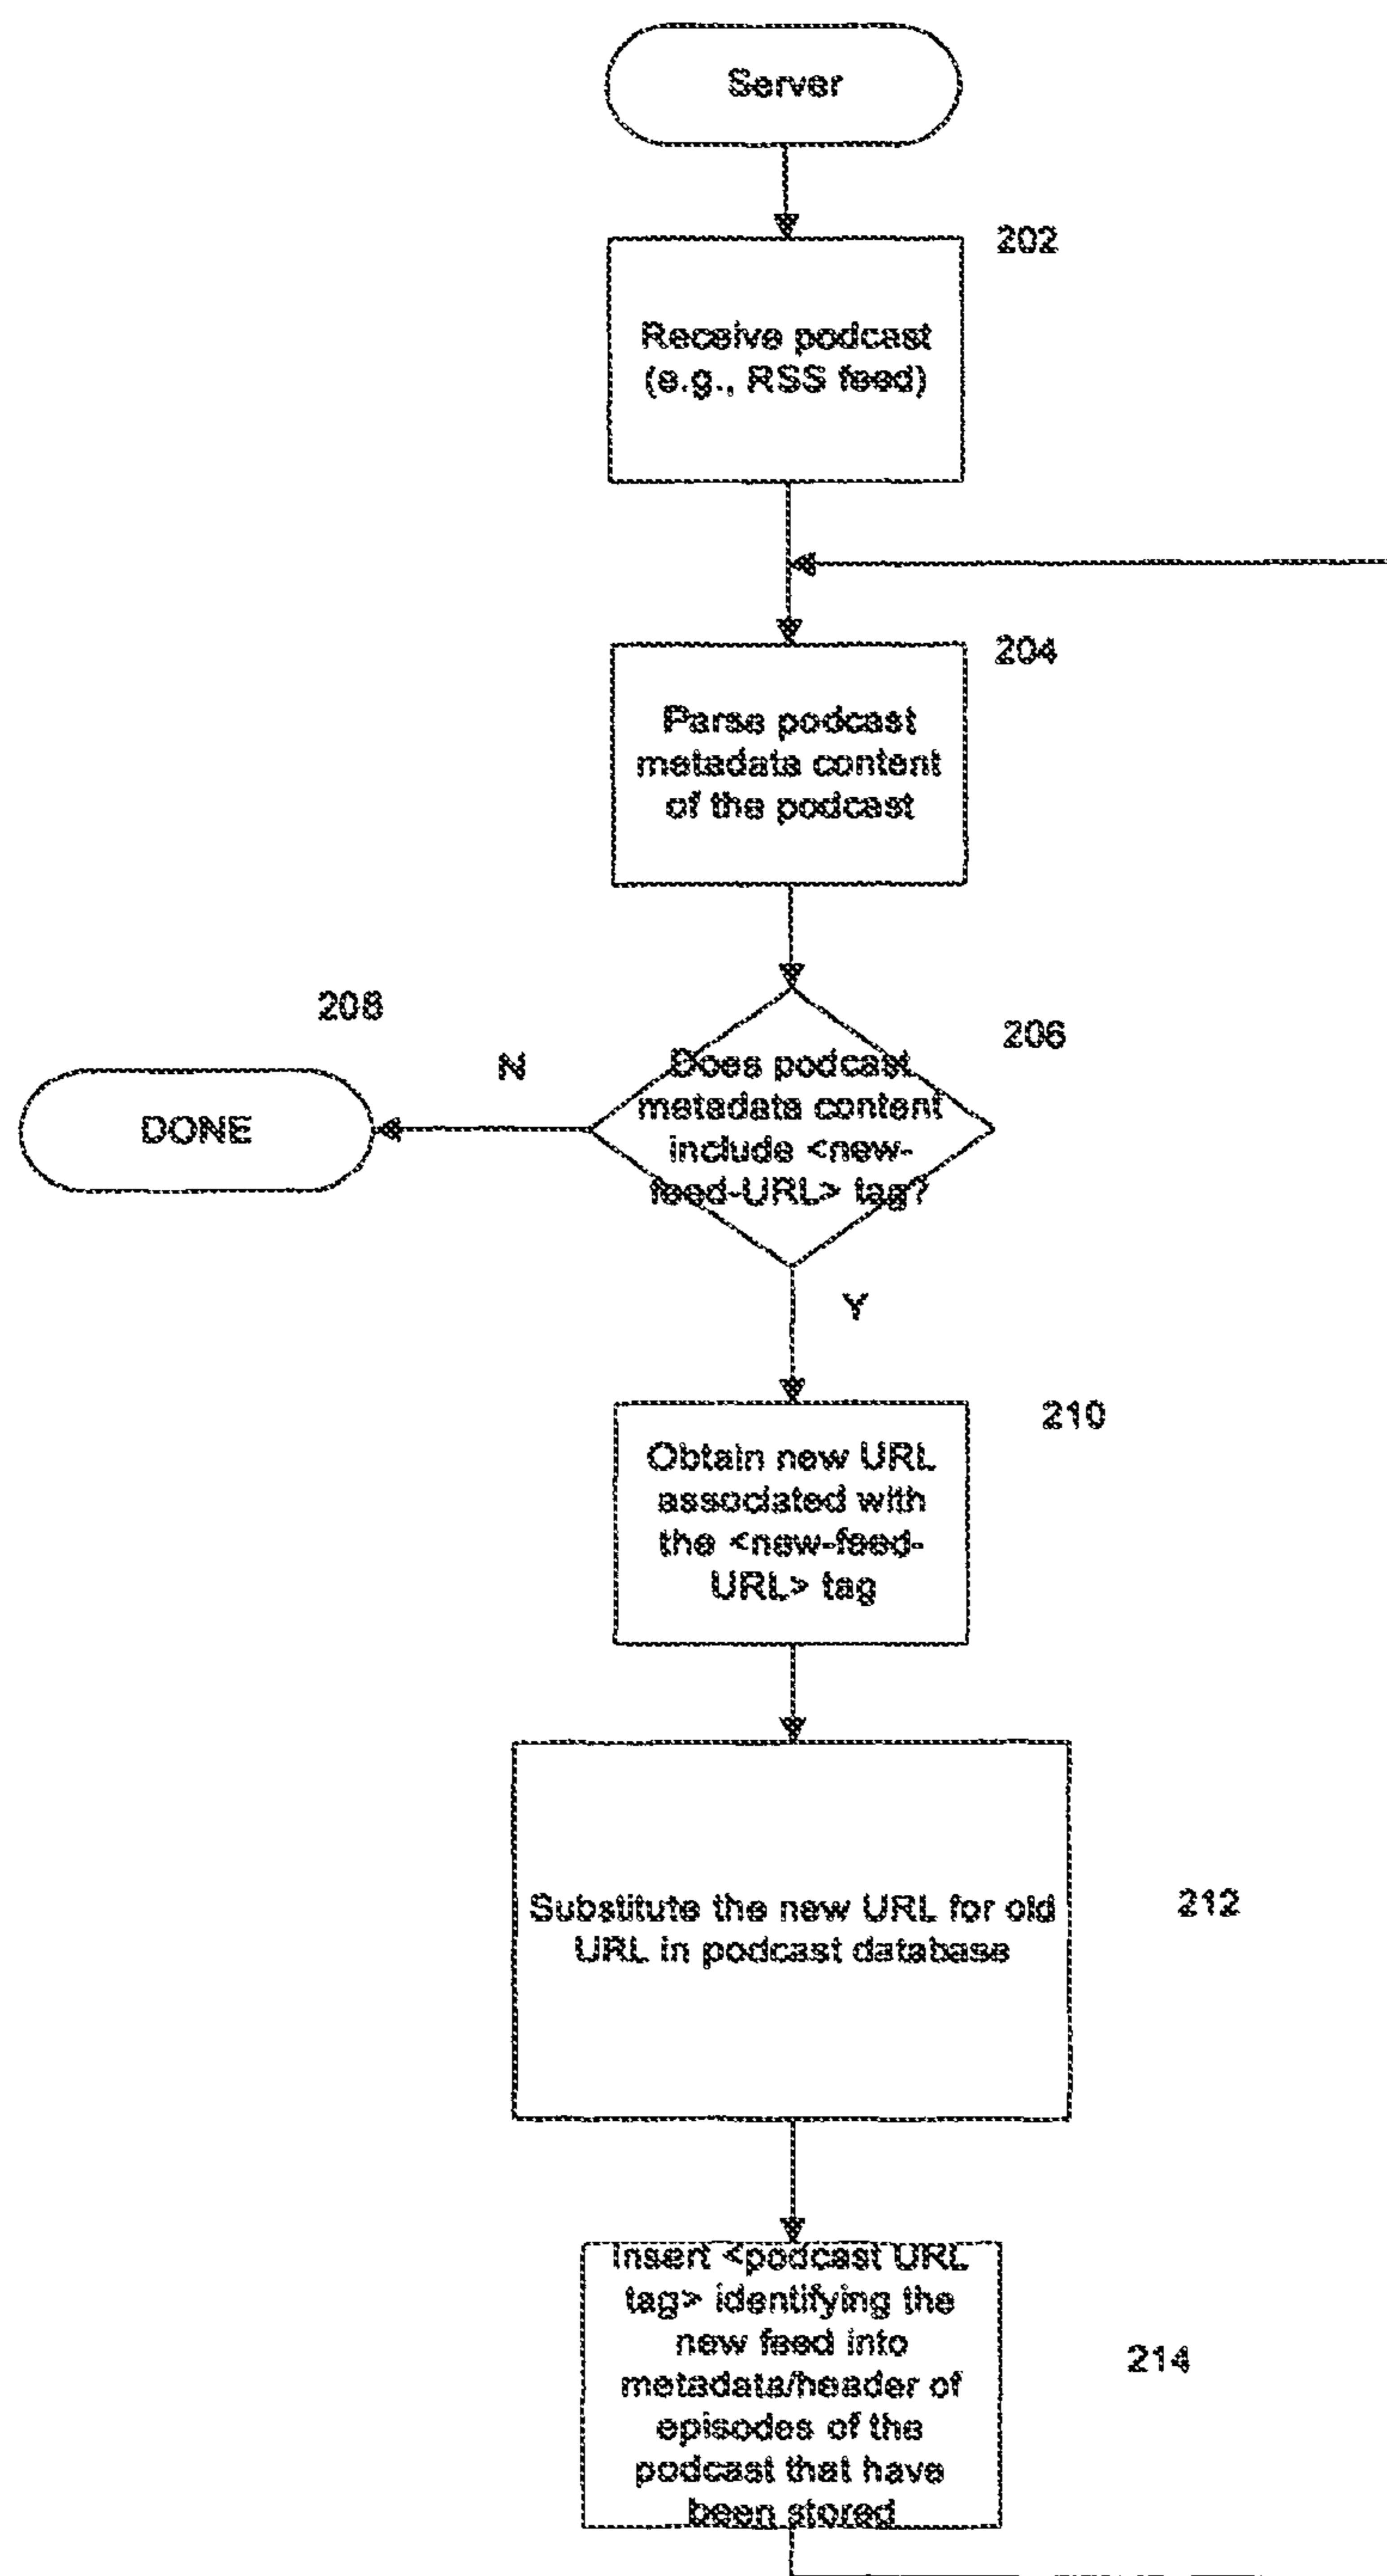 Server
202
Receive podcast
(e.g., RSS feed)
204
Parse podcast
metadata content
of the podcast
208
206
N
Does podcast
metadata content
include <new-
feed-URL> tag?
DONE
Y
210
Obtain new URL
associated with
the <new-feed-
URL> tag
212
Substitute the new URL for old
URL in podcast database
Insert <podcast URL
tag> identifying the
new feed into
metadata/header of
episodes of the
podcast that have
been stored
214